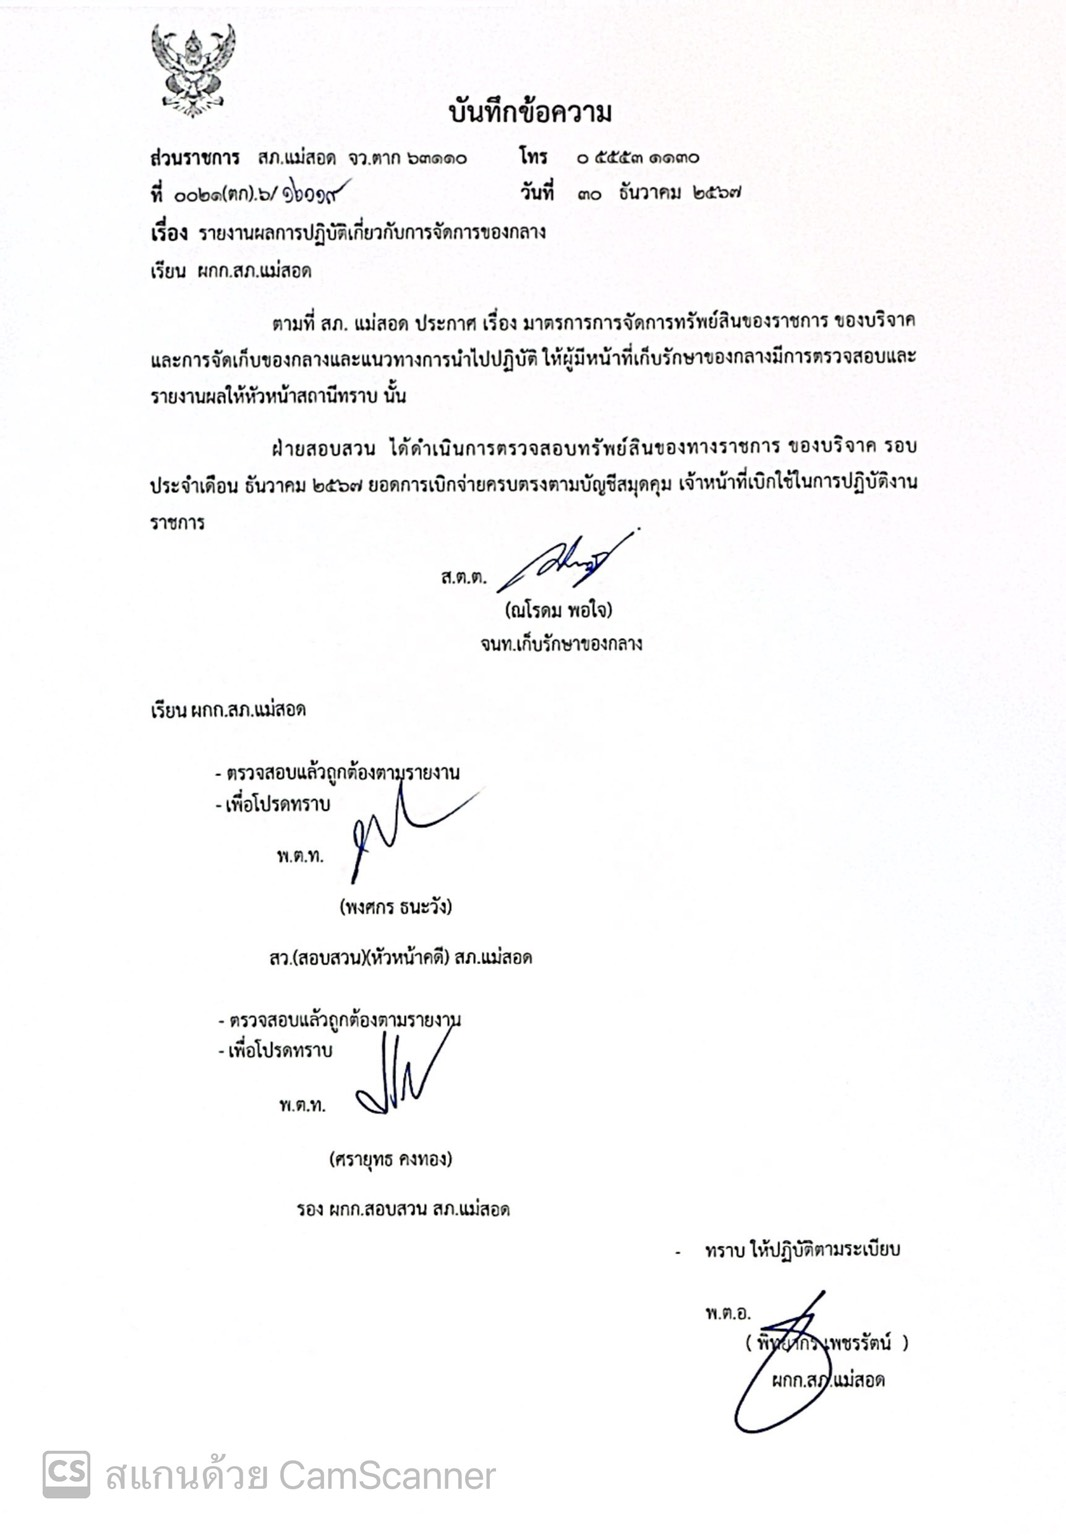 บันทึกข้อความ
ส่วนราชการ สภ.แม่สอด จว.ตาก ๖๓๑๑๐ โทร ๐ ๕๕๕๓ ๑๑๓๐
ที่ ๐๐๒๑(ตก).๖/ วันที่ ๓๐ ธันวาคม ๒๕๖๗
เรื่อง รายงานผลการปฏิบัติเกี่ยวกับการจัดการของกลาง
เรียน ผกก.สภ.แม่สอด
ตามที่ สภ. แม่สอด ประกาศ เรื่อง มาตรการการจัดการทรัพย์สินของราชการ ของบริจาค
และการจัดเก็บของกลางและแนวทางการนำไปปฏิบัติ ให้ผู้มีหน้าที่เก็บรักษาของกลางมีการตรวจสอบและ
รายงานผลให้หัวหน้าสถานีทราบ นั้น
ฝ่ายสอบสวน ได้ดำเนินการตรวจสอบทรัพย์สินของทางราชการ ของบริจาค รอบ
ประจำเดือน ธันวาคม ๒๕๖๗ ยอดการเบิกจ่ายครบตรงตามบัญชีสมุดคุม เจ้าหน้าที่เบิกใช้ในการปฏิบัติงาน
ราชการ
ส.ต.ต.
(ณโรดม พอใจ)
จนท.เก็บรักษาของกลาง
เรียน ผกก.สภ.แม่สอด
- ตรวจสอบแล้วถูกต้องตามรายงาน
- เพื่อโปรดทราบ
พ.ต.ท.
(พงศกร ธนะวัง)
สว.(สอบสวน)(หัวหน้าคดี) สภ.แม่สอด
- ตรวจสอบแล้วถูกต้องตามรายงาน
- เพื่อโปรดทราบ
พ.ต.ท.
(ศรายุทธ คงทอง)
รอง ผกก.สอบสวน สภ.แม่สอด
- ทราบ ให้ปฏิบัติตามระเบียบ
พ.ต.อ.
( พิทยากร เพชรรัตน์ )
ผกก.สภ.แม่สอด
CS สแกนด้วย CamScanner